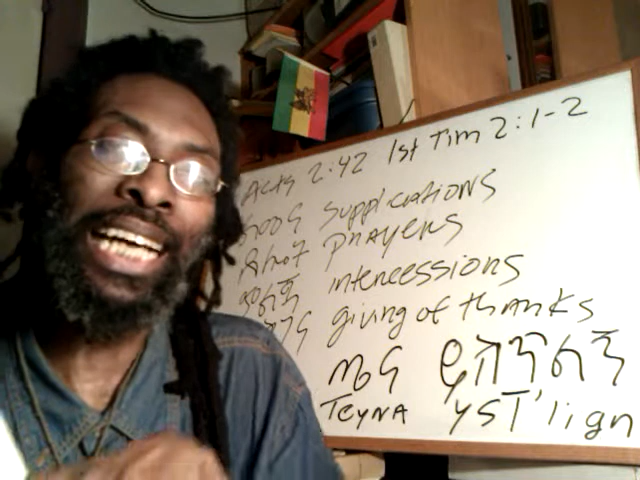 Acts 2:42 1st Tim 2:1-2
supplications
prayers
intercessions
giving of thanks
ጤና ይስጥልኝ
TEYNA YST'lign